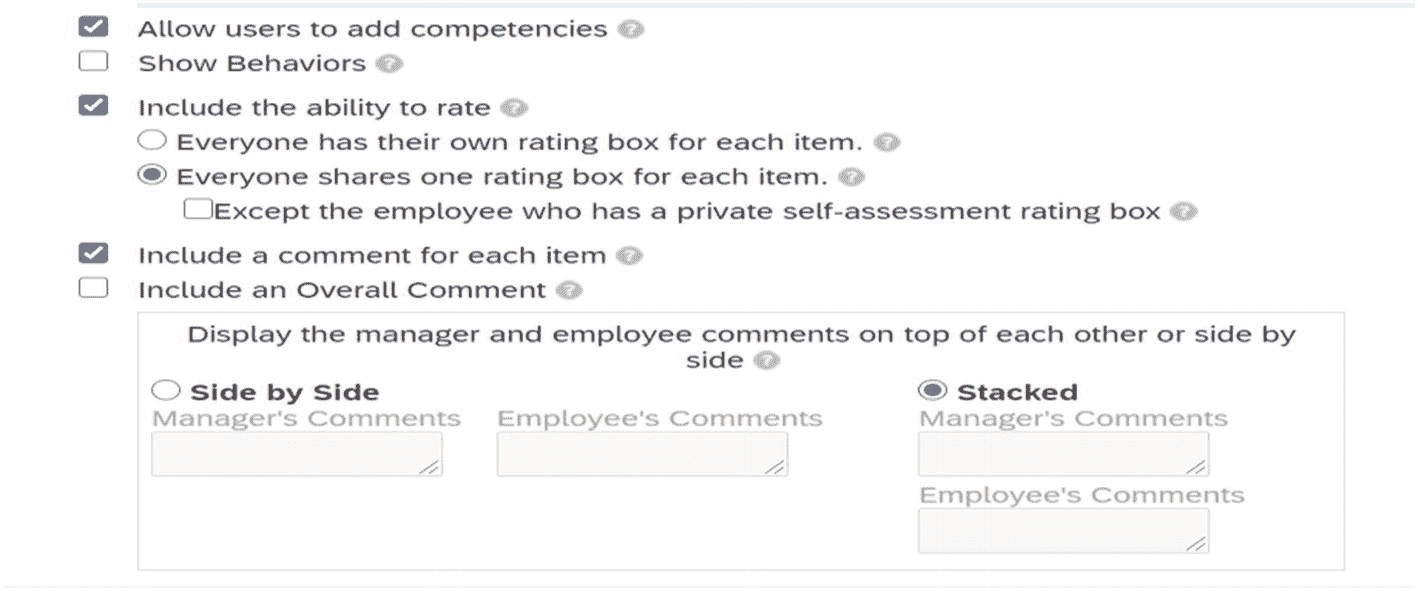 Allow users to add competencies ?
Show Behaviors ?
Include the ability to rate ?
Everyone has their own rating box for each item. ?
Everyone shares one rating box for each item. ?
Except the employee who has a private self-assessment rating box ?
Include a comment for each item ?
Include an Overall Comment ?
Display the manager and employee comments on top of each other or side by
side ?
Side by Side
Stacked
Manager's Comments
Employee's Comments
Manager's Comments
Employee's Comments